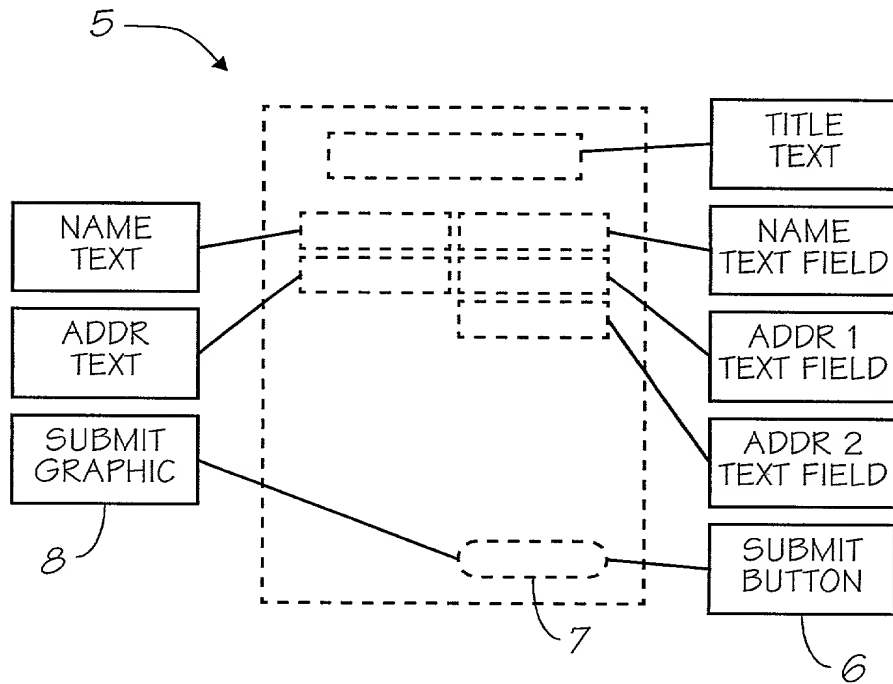 5
TITLE
TEXT
NAME
TEXT
NAME
TEXT FIELD
ADDR
TEXT
ADDR 1
TEXT FIELD
SUBMIT
GRAPHIC
ADDR 2
TEXT FIELD
8
SUBMIT
BUTTON
7
6